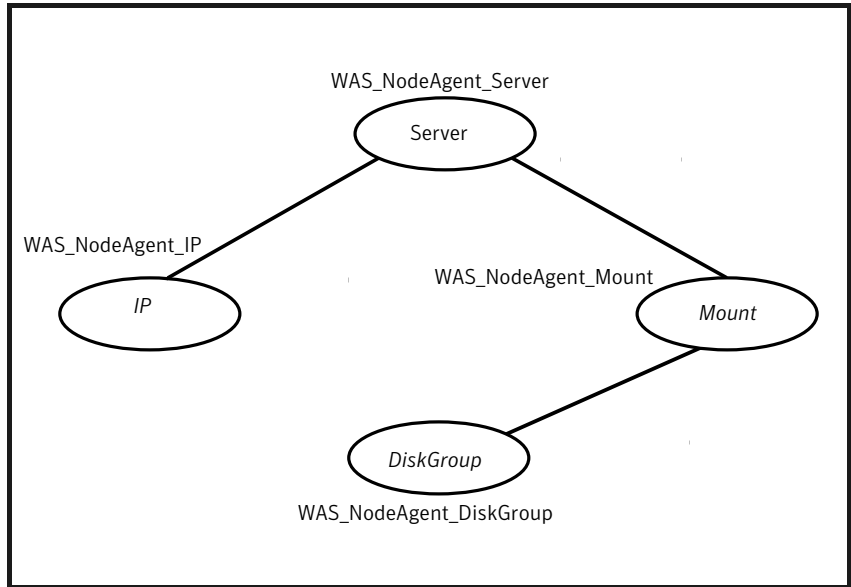 WAS_NodeAgent_Server
Server
WAS_NodeAgent_IP
IP
WAS_NodeAgent_Mount
Mount
DiskGroup
WAS_NodeAgent_DiskGroup